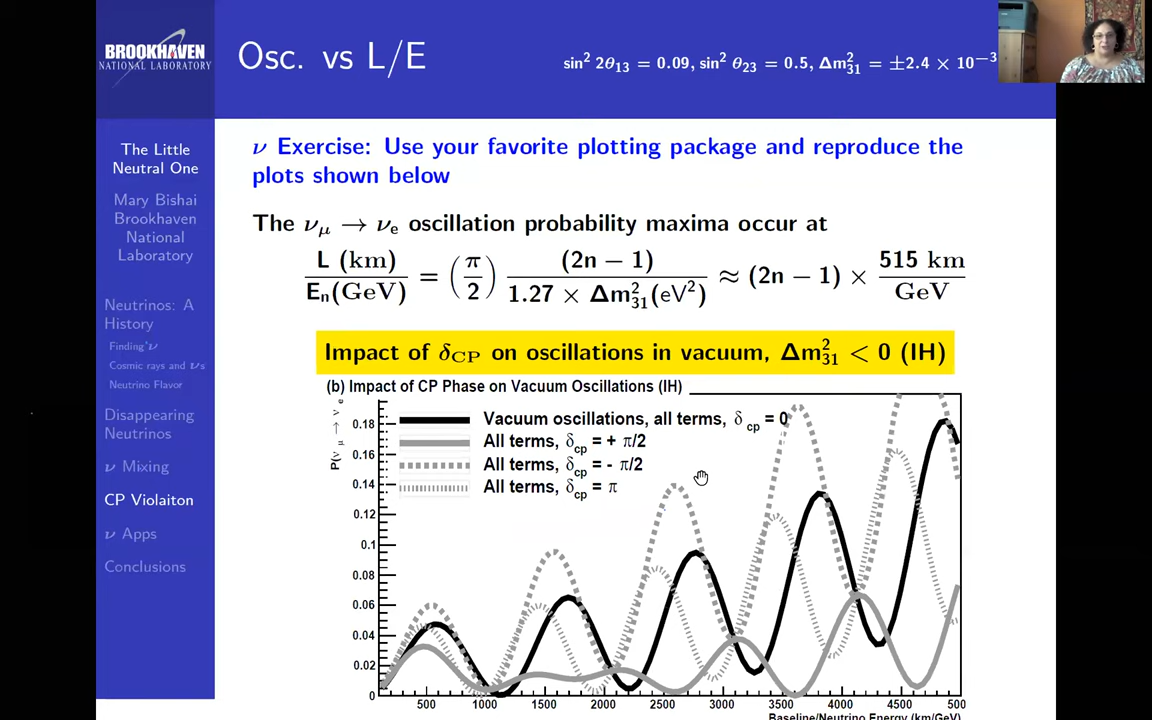 BROOKHAVEN
NATIONAL LABORATORY
Osc. vs L/E
sin² 2θ₁₃ = 0.09, sin² θ₂₃ = 0.5, Δm²₃₁ = ±2.4 × 10⁻³
The Little
Neutral One
Mary Bishai
Brookhaven
National
Laboratory
Neutrinos: A
History
Finding ν
Cosmic rays and νs
Neutrino Flavor
Disappearing
Neutrinos
ν Mixing
CP Violaiton
ν Apps
Conclusions
ν Exercise: Use your favorite plotting package and reproduce the
plots shown below
The νμ → νe oscillation probability maxima occur at
L (km) / Eₙ(GeV) = (π/2) (2n − 1) / 1.27 × Δm²₃₁(eV²) ≈ (2n − 1) × 515 km / GeV
Impact of δCP on oscillations in vacuum, Δm²₃₁ < 0 (IH)
(b) Impact of CP Phase on Vacuum Oscillations (IH)
P(ν μ → ν e
Vacuum oscillations, all terms, δ cp = 0
All terms, δcp = + π/2
All terms, δcp = - π/2
All terms, δcp = π
0.18
0.16
0.14
0.12
0.1
0.08
0.06
0.04
0.02
0
500 1000 1500 2000 2500 3000 3500 4000 4500 500
Baseline/Neutrino Energy (km/GeV)